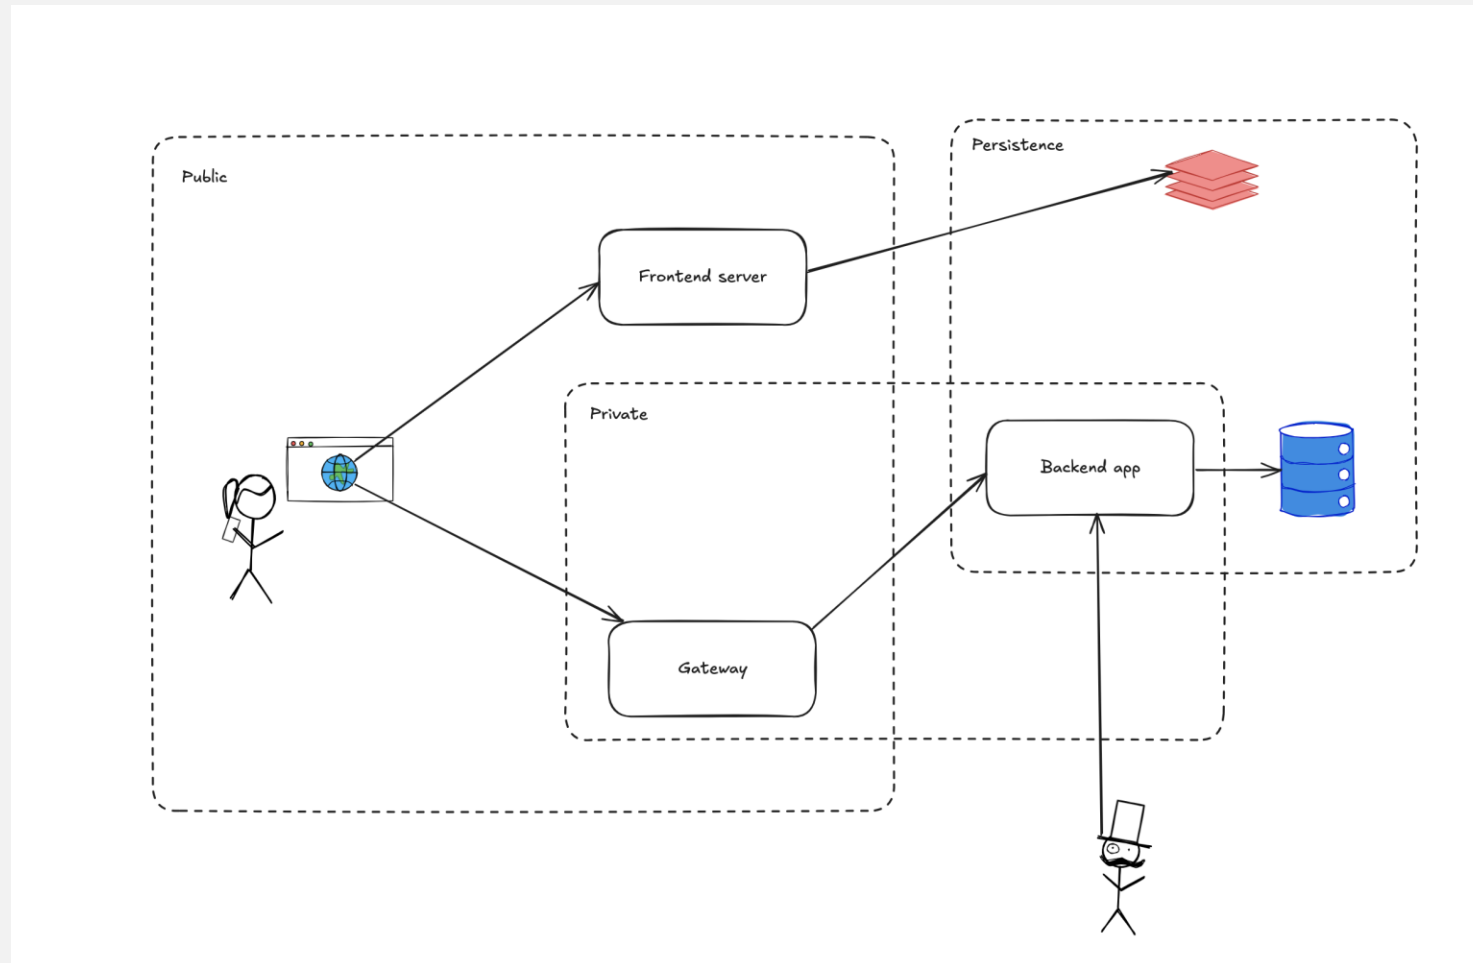 Public
Persistence
Frontend server
Private
Backend app
Gateway